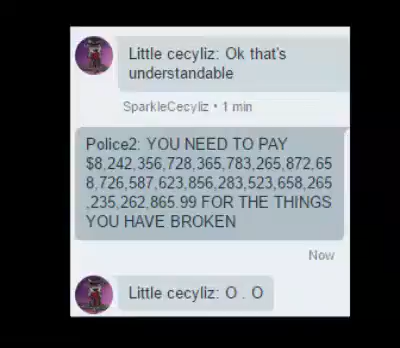 Little cecyliz: Ok that's
understandable
SparkleCecyliz • 1 min
Police2: YOU NEED TO PAY
$8,242,356,728,365,783,265,872,65
8,726,587,623,856,283,523,658,265
,235,262,865.99 FOR THE THINGS
YOU HAVE BROKEN
Now
Little cecyliz: O . O